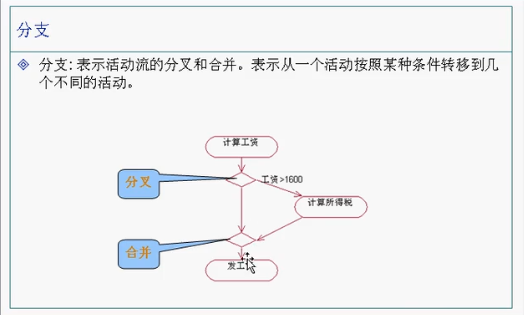 分支
分支:表示活动流的分叉和合并。表示从一个活动按照某种条件转移到几
个不同的活动。
计算工资
分叉
工资>1600
计算所得税
合并
发工